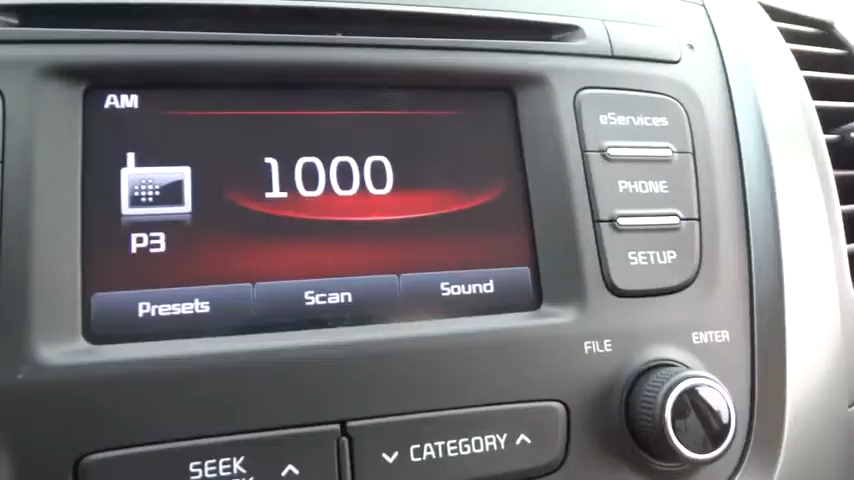 AM
1000
P3
Presets Scan Sound
eServices
PHONE
SETUP
FILE ENTER
SEEK
CATEGORY